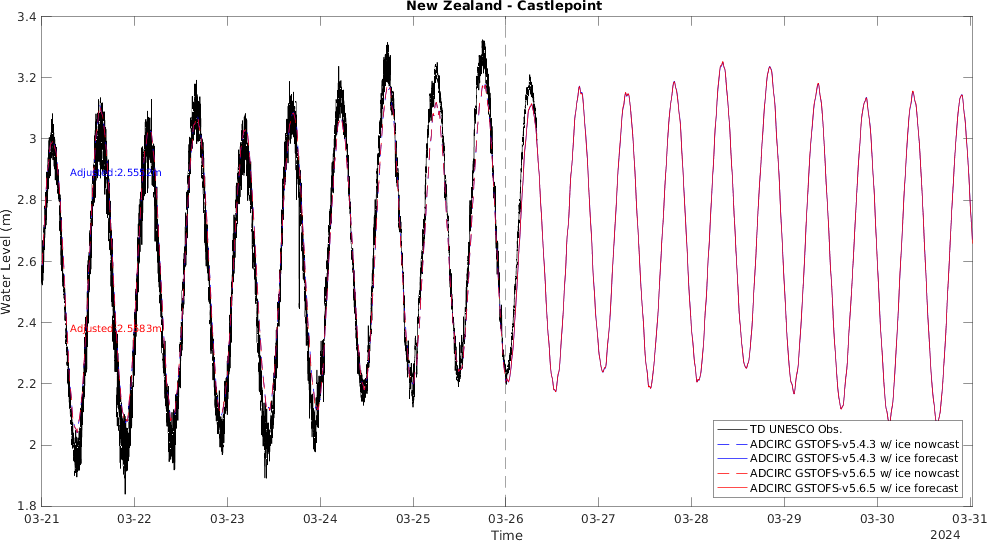 New Zealand - Castlepoint
3.4
3.2
3
2.8
2.6
2.4
2.2
2
1.8
Water Level (m)
Adjusted:2.55
Adjusted:2.5583m
TD UNESCO Obs.
ADCIRC GSTOFS-v5.4.3 w/ ice nowcast
ADCIRC GSTOFS-v5.4.3 w/ ice forecast
ADCIRC GSTOFS-v5.6.5 w/ ice nowcast
ADCIRC GSTOFS-v5.6.5 w/ ice forecast
03-21 03-22 03-23 03-24 03-25 03-26 03-27 03-28 03-29 03-30 03-31
Time
2024